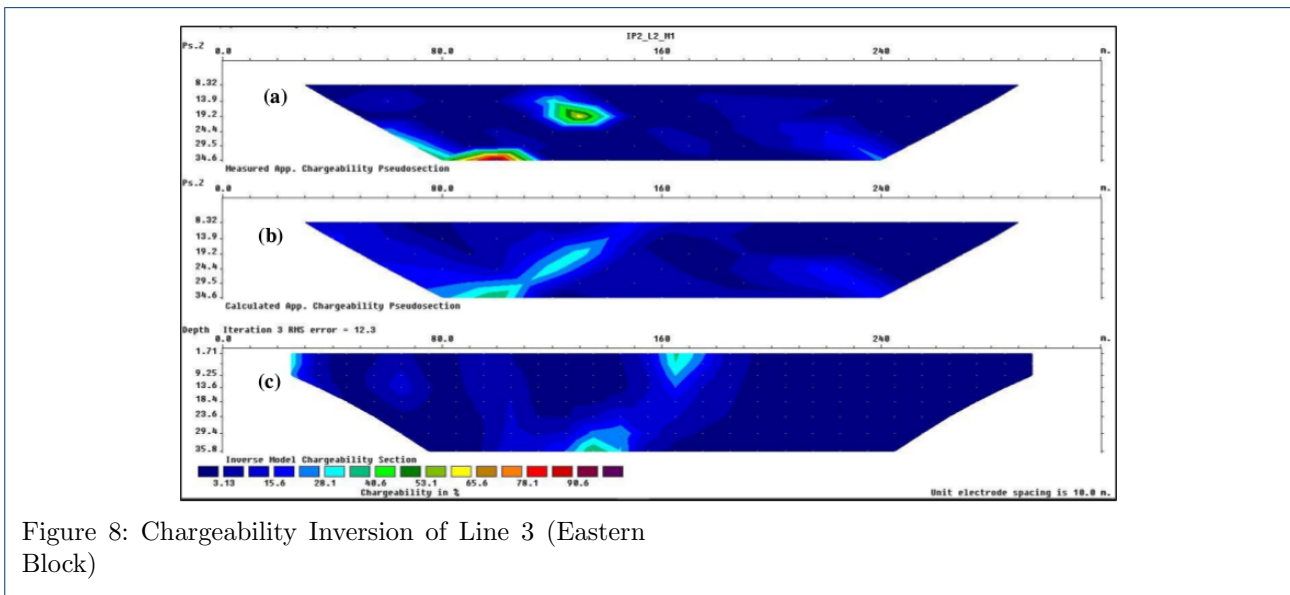 IP2_L2_M1
Ps.Z 0.0 80.0 160 240 m.
8.32
(a)
13.9
19.2
24.4
29.5
34.6
Measured App. Chargeability Pseudosection
Ps.Z 0.0 80.0 160 240 m.
8.32
(b)
13.9
19.2
24.4
29.5
34.6
Calculated App. Chargeability Pseudosection
Depth Iteration 3 RMS error = 12.3
0.0 80.0 160 240 m.
1.71
9.25
(c)
13.6
18.4
23.6
29.4
35.8
Inverse Model Chargeability Section
3.13 15.6 28.1 40.6 53.1 65.6 78.1 90.6
Chargeability in %
Unit electrode spacing is 10.0 m.
Figure 8: Chargeability Inversion of Line 3 (Eastern
Block)